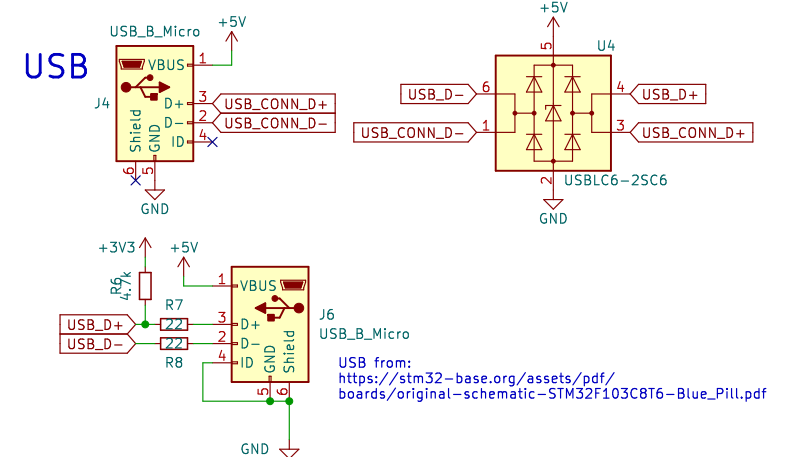 USB
USB_B_Micro
+5V
J4
VBUS
1
D+
3
USB_CONN_D+
D-
2
USB_CONN_D-
ID
4
Shield
GND
6
5
GND
+5V
U4
5
USB_D-
6
4
USB_D+
USB_CONN_D-
1
3
USB_CONN_D+
2
USBLC6-2SC6
GND
+3V3
+5V
R6
4.7k
R7
USB_D+
22
3
D+
USB_D-
22
2
D-
R8
4
ID
1
VBUS
J6
USB_B_Micro
GND
Shield
5
6
GND
USB from:
https://stm32-base.org/assets/pdf/
boards/original-schematic-STM32F103C8T6-Blue_Pill.pdf